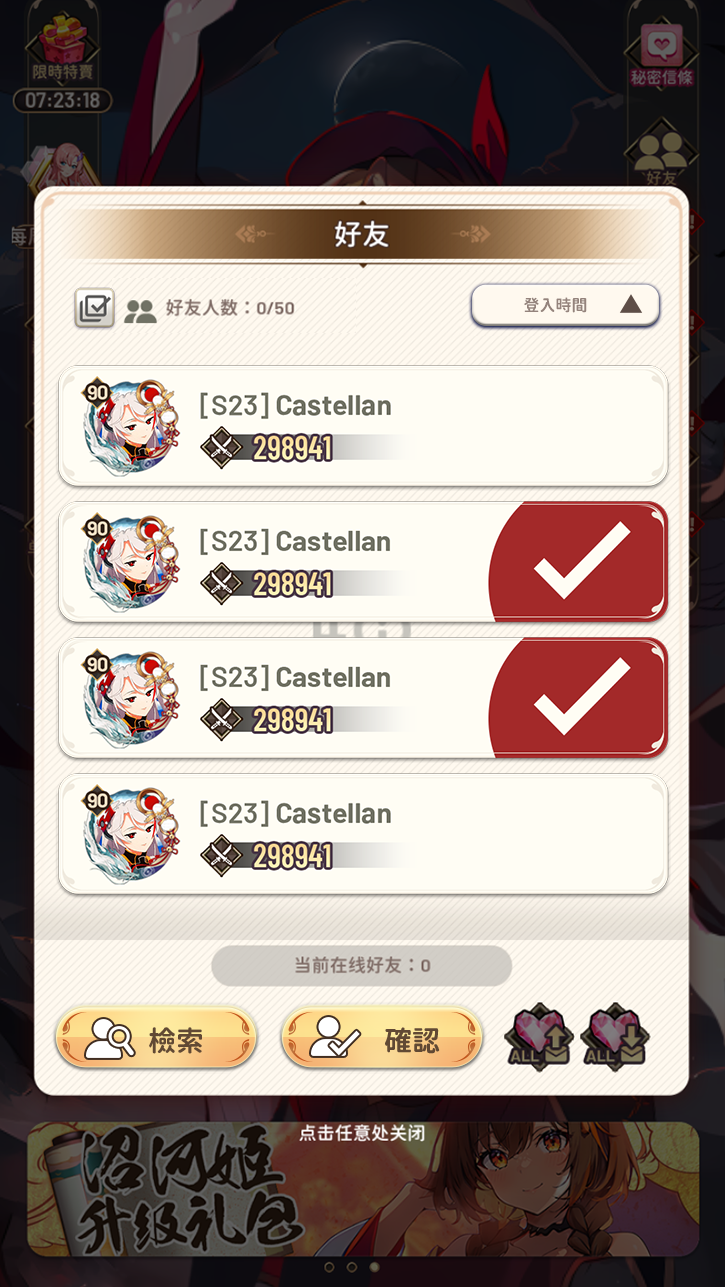 限時特賣
秘密信條
07:23:18
好友
每
好友
好友人数：0/50
登入時間
90
[S23] Castellan
298941
90
[S23] Castellan
298941
90
[S23] Castellan
298941
90
[S23] Castellan
298941
当前在线好友：0
檢索
確認
ALL
ALL
点击任意处关闭
沼河姬
升级礼包